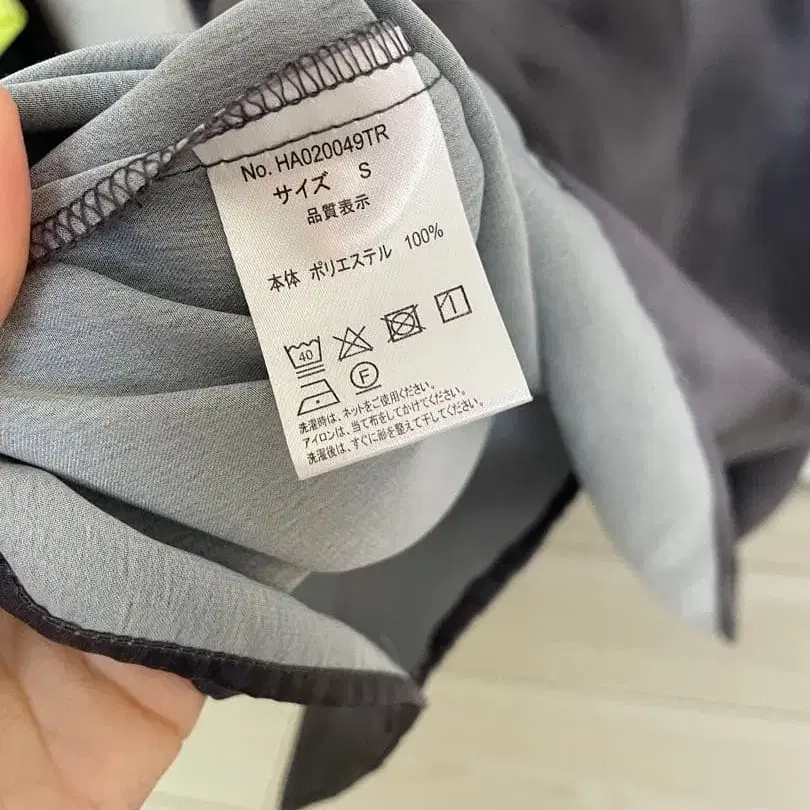 No. HA020049TR
サイズ S
品質表示
本体 ポリエステル 100%
40
F
洗濯時は、ネットをご使用ください。
アイロンは、当て布をしてかけてください。
洗濯後は、すぐに形を整えて干してください。